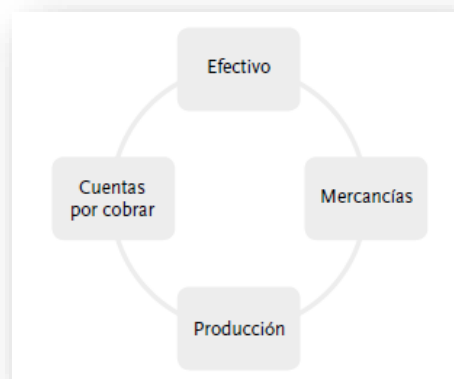 Efectivo
Cuentas
por cobrar
Mercancías
Producción